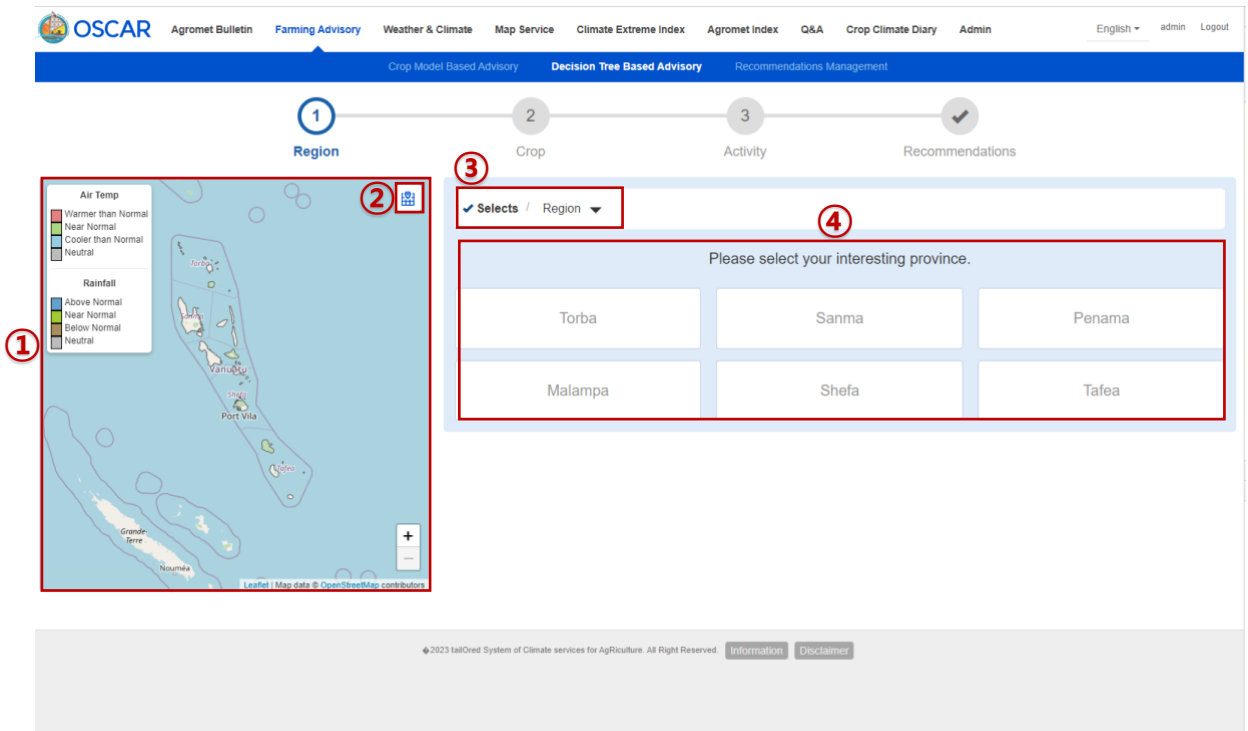 OSCAR Agromet Bulletin Farming Advisory Weather & Climate Map Service Climate Extreme Index Agromet Index Q&A Crop Climate Diary Admin English admin Logout
Crop Model Based Advisory Decision Tree Based Advisory Recommendations Management
1 2 3
Region Crop Activity Recommendations
①
②
③
④
Air Temp
Warmer than Normal
Near Normal
Cooler than Normal
Neutral
Rainfall
Above Normal
Near Normal
Below Normal
Neutral
Torba
Sanma
Vanuatu
Shefa
Port Vila
Tafea
Grande-
Terre
Nouméa
+
−
Leaflet | Map data © OpenStreetMap contributors
Selects / Region
Please select your interesting province.
Torba Sanma Penama
Malampa Shefa Tafea
�2023 tailOred System of Climate services for AgRiculture. All Right Reserved. Information Disclaimer